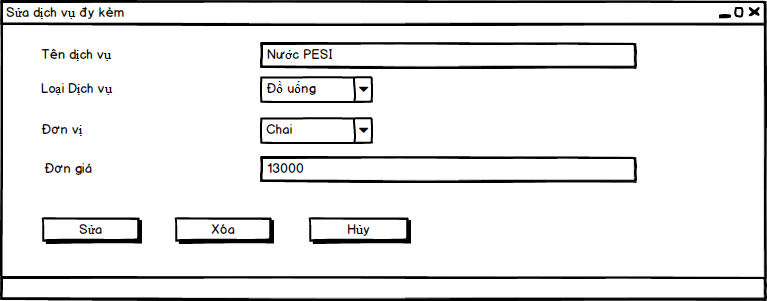 Sửa dịch vụ đy kèm
Tên dịch vụ Nước PESI
Loại Dịch vụ Đồ uống
Đơn vị Chai
Đơn giá 13000
Sửa Xóa Hủy